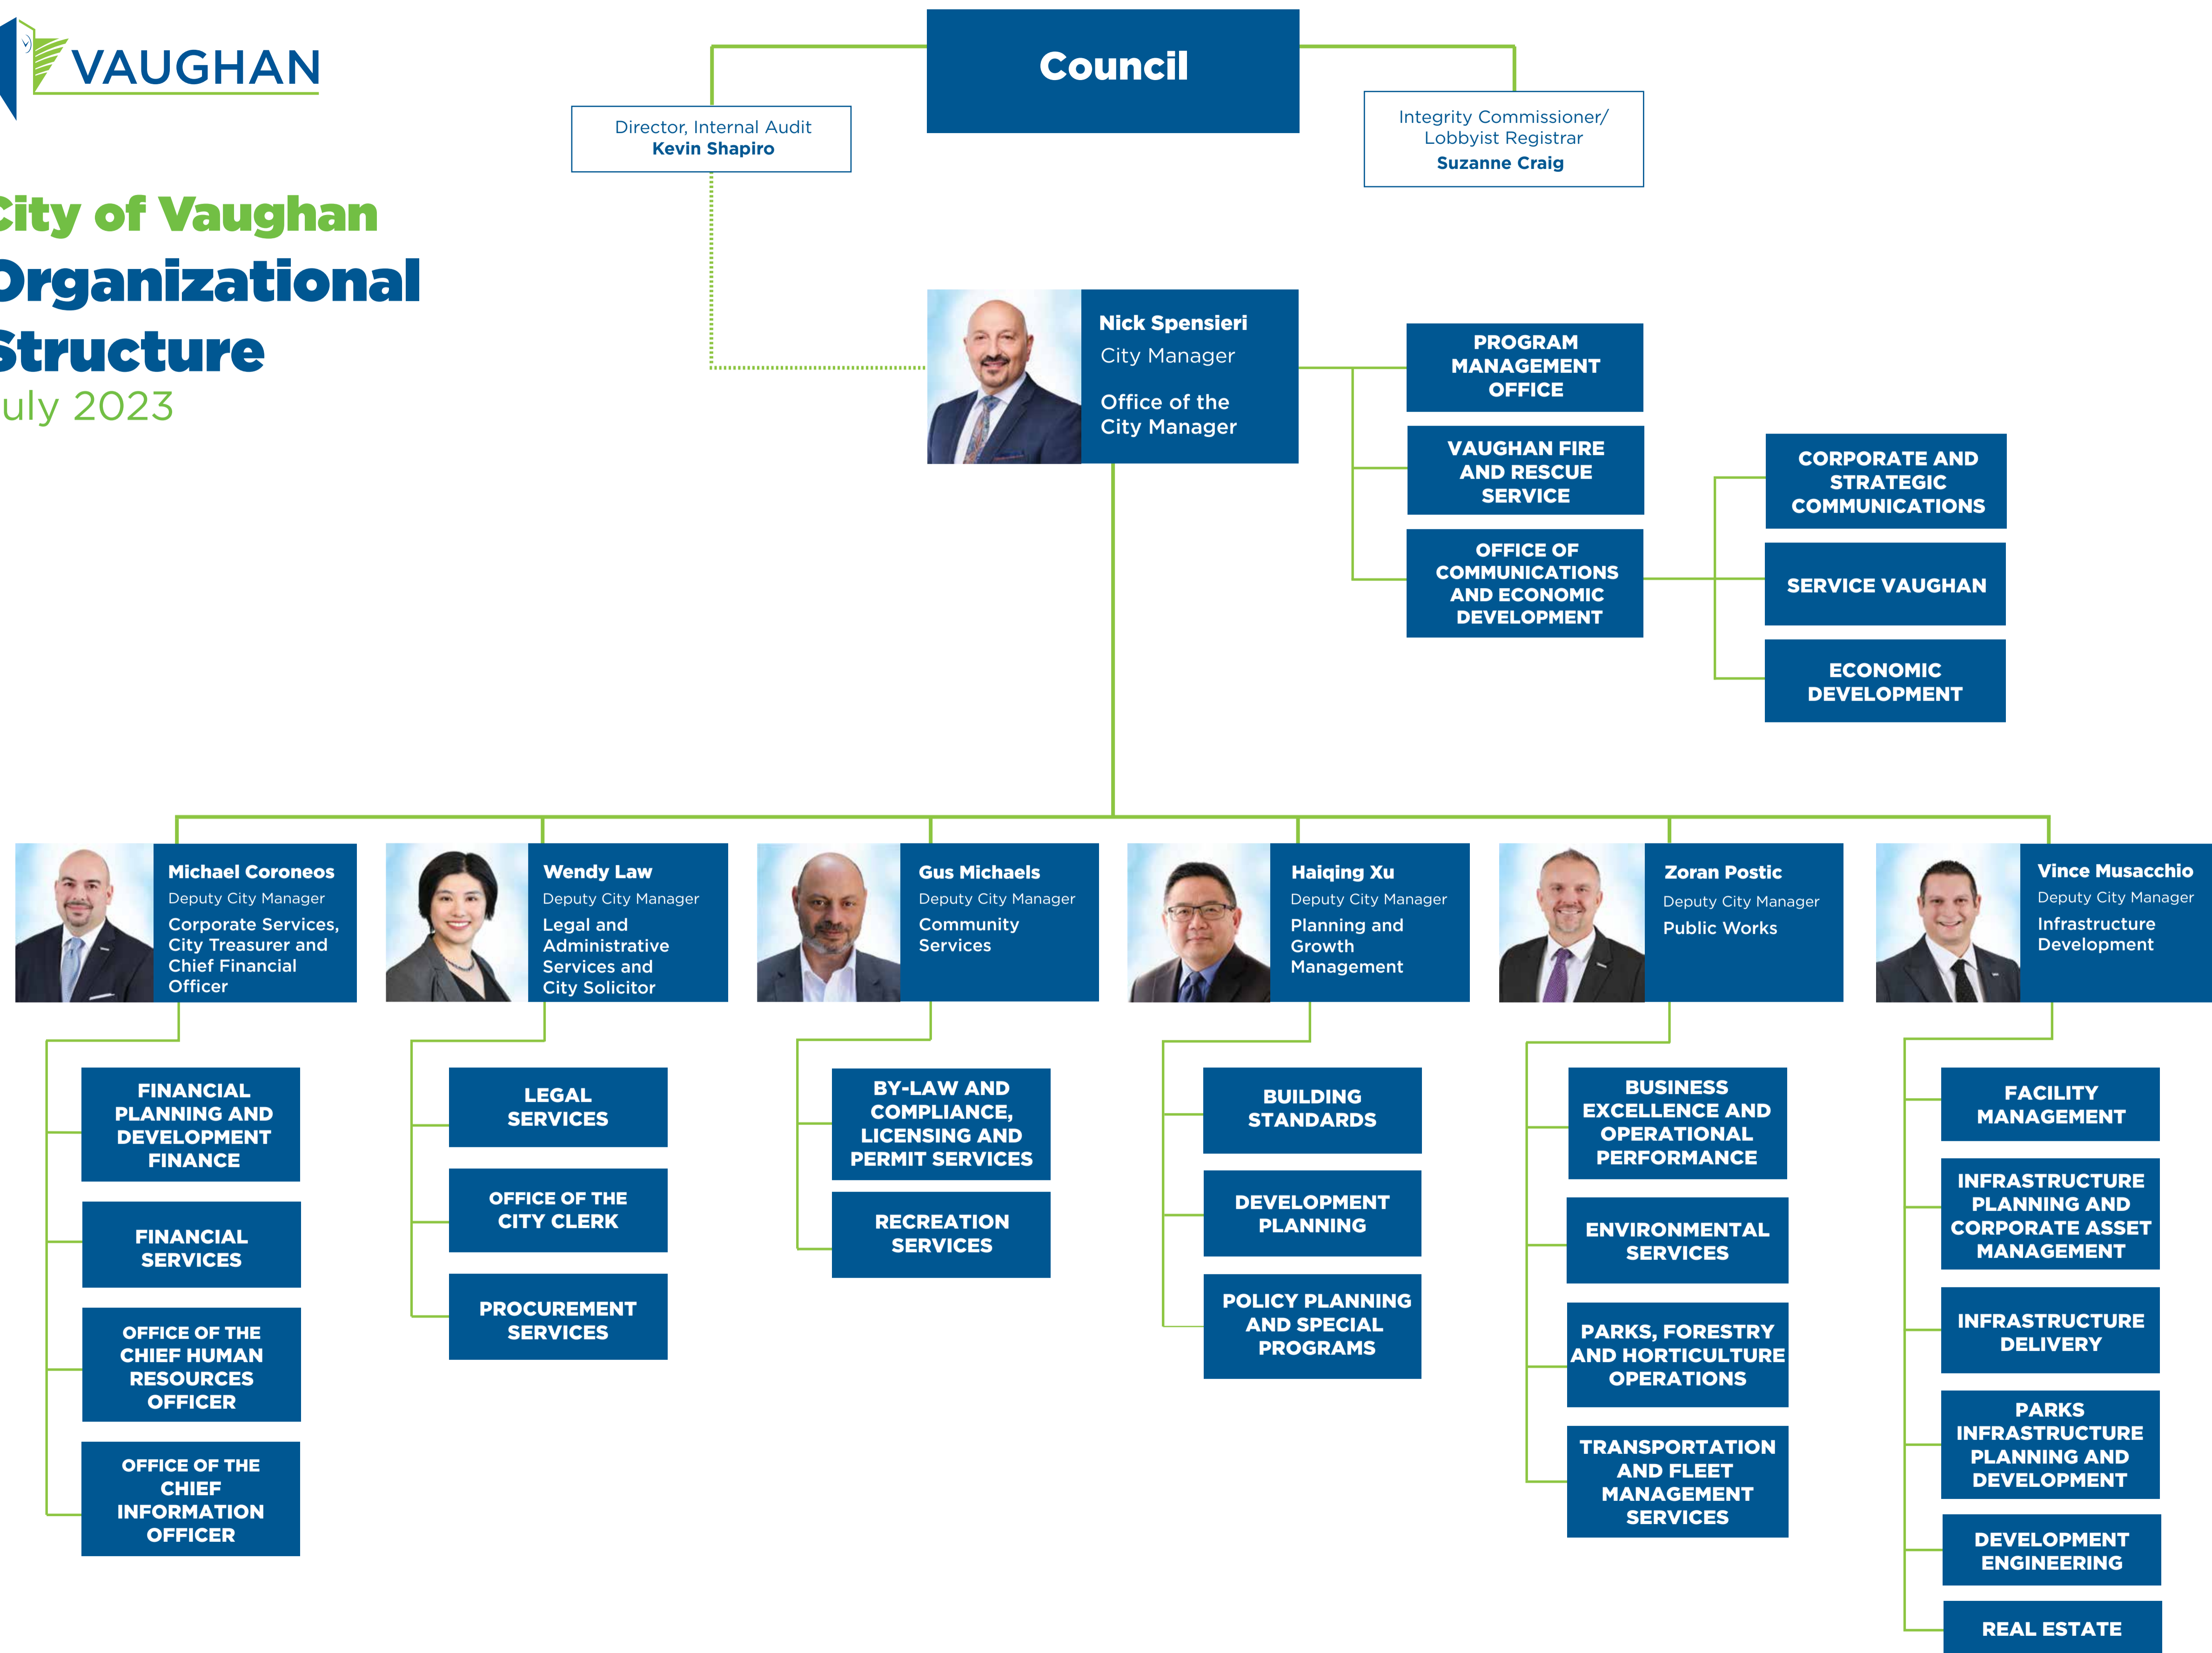 VAUGHAN
City of Vaughan
Organizational
Structure
July 2023
Council
Director, Internal Audit
Kevin Shapiro
Integrity Commissioner/
Lobbyist Registrar
Suzanne Craig
Nick Spensieri
City Manager
Office of the
City Manager
PROGRAM
MANAGEMENT
OFFICE
VAUGHAN FIRE
AND RESCUE
SERVICE
OFFICE OF
COMMUNICATIONS
AND ECONOMIC
DEVELOPMENT
CORPORATE AND
STRATEGIC
COMMUNICATIONS
SERVICE VAUGHAN
ECONOMIC
DEVELOPMENT
Michael Coroneos
Deputy City Manager
Corporate Services,
City Treasurer and
Chief Financial
Officer
Wendy Law
Deputy City Manager
Legal and
Administrative
Services and
City Solicitor
Gus Michaels
Deputy City Manager
Community
Services
Haiqing Xu
Deputy City Manager
Planning and
Growth
Management
Zoran Postic
Deputy City Manager
Public Works
Vince Musacchio
Deputy City Manager
Infrastructure
Development
FINANCIAL
PLANNING AND
DEVELOPMENT
FINANCE
FINANCIAL
SERVICES
OFFICE OF THE
CHIEF HUMAN
RESOURCES
OFFICER
OFFICE OF THE
CHIEF
INFORMATION
OFFICER
LEGAL
SERVICES
OFFICE OF THE
CITY CLERK
PROCUREMENT
SERVICES
BY-LAW AND
COMPLIANCE,
LICENSING AND
PERMIT SERVICES
RECREATION
SERVICES
BUILDING
STANDARDS
DEVELOPMENT
PLANNING
POLICY PLANNING
AND SPECIAL
PROGRAMS
BUSINESS
EXCELLENCE AND
OPERATIONAL
PERFORMANCE
ENVIRONMENTAL
SERVICES
PARKS, FORESTRY
AND HORTICULTURE
OPERATIONS
TRANSPORTATION
AND FLEET
MANAGEMENT
SERVICES
FACILITY
MANAGEMENT
INFRASTRUCTURE
PLANNING AND
CORPORATE ASSET
MANAGEMENT
INFRASTRUCTURE
DELIVERY
PARKS
INFRASTRUCTURE
PLANNING AND
DEVELOPMENT
DEVELOPMENT
ENGINEERING
REAL ESTATE